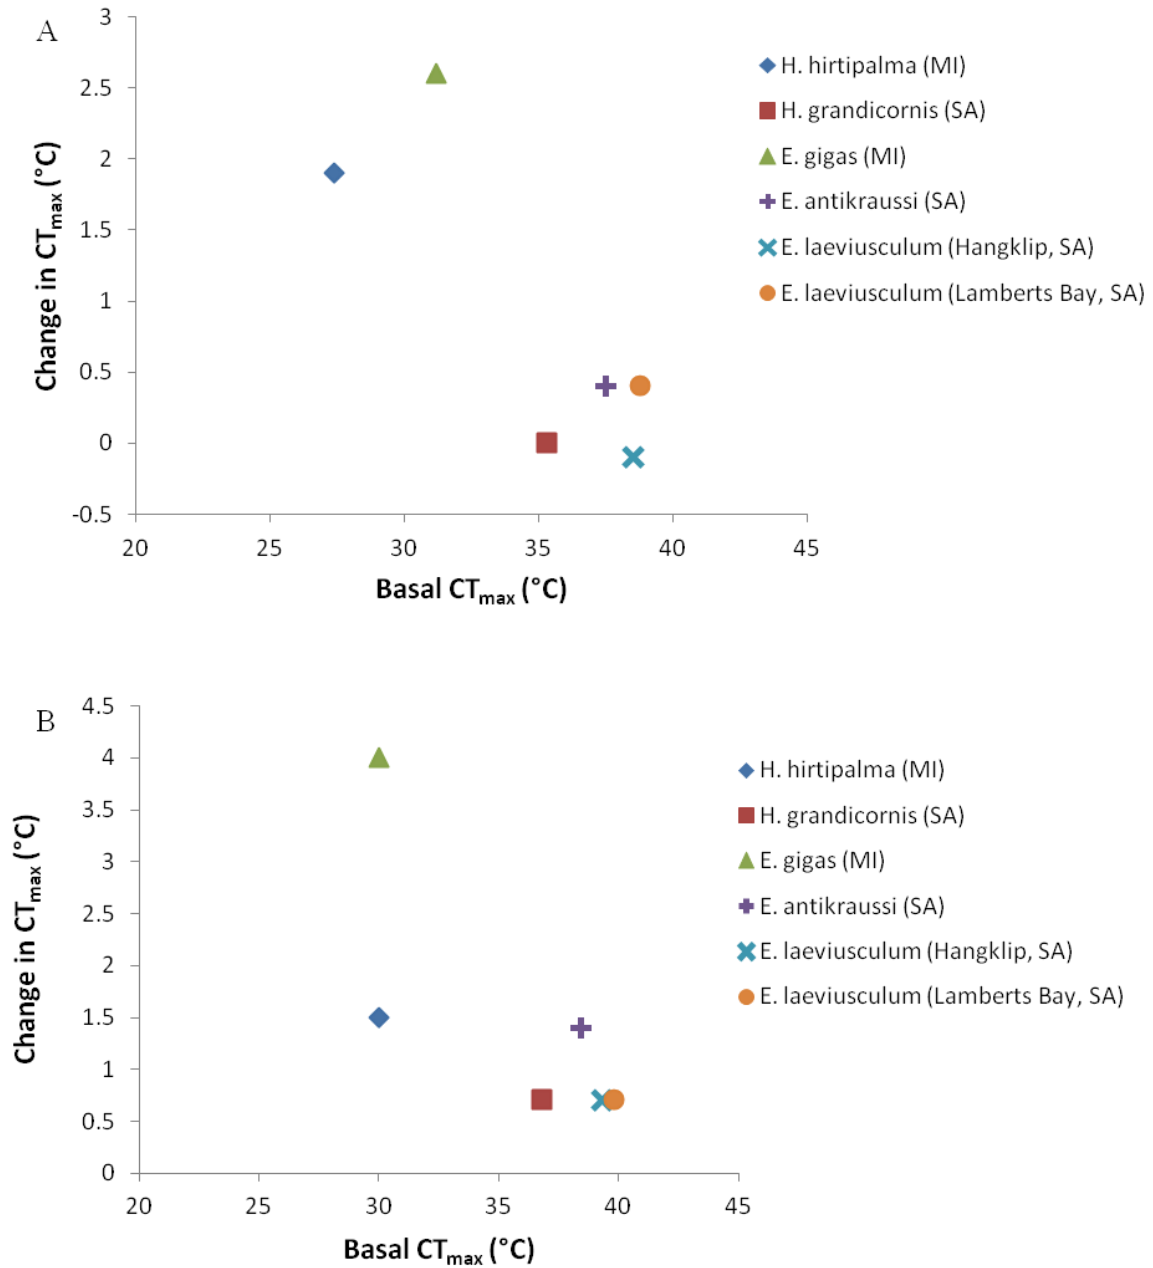 A
3
2.5
2
1.5
1
0.5
0
-0.5
20 25 30 35 40 45
Change in CTmax (°C)
Basal CTmax (°C)
H. hirtipalma (MI)
H. grandicornis (SA)
E. gigas (MI)
E. antikraussi (SA)
E. laeviusculum (Hangklip, SA)
E. laeviusculum (Lamberts Bay, SA)
B
4.5
4
3.5
3
2.5
2
1.5
1
0.5
0
20 25 30 35 40 45
Change in CTmax (°C)
Basal CTmax (°C)
H. hirtipalma (MI)
H. grandicornis (SA)
E. gigas (MI)
E. antikraussi (SA)
E. laeviusculum (Hangklip, SA)
E. laeviusculum (Lamberts Bay, SA)